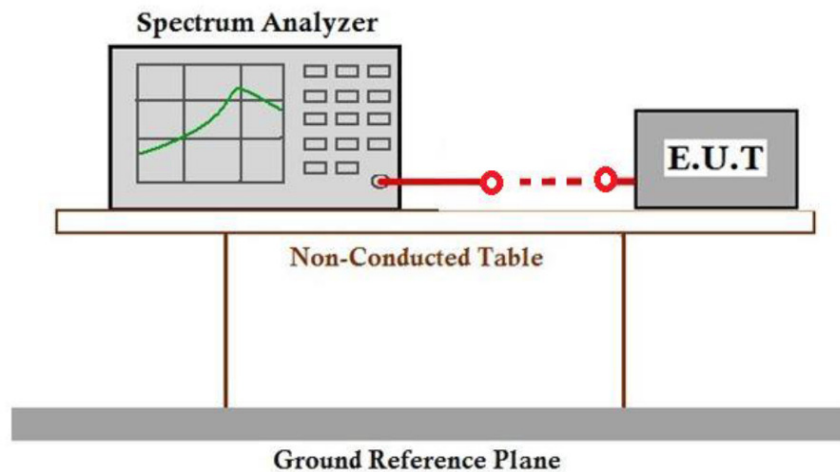 Spectrum Analyzer
E.U.T
Non-Conducted Table
Ground Reference Plane